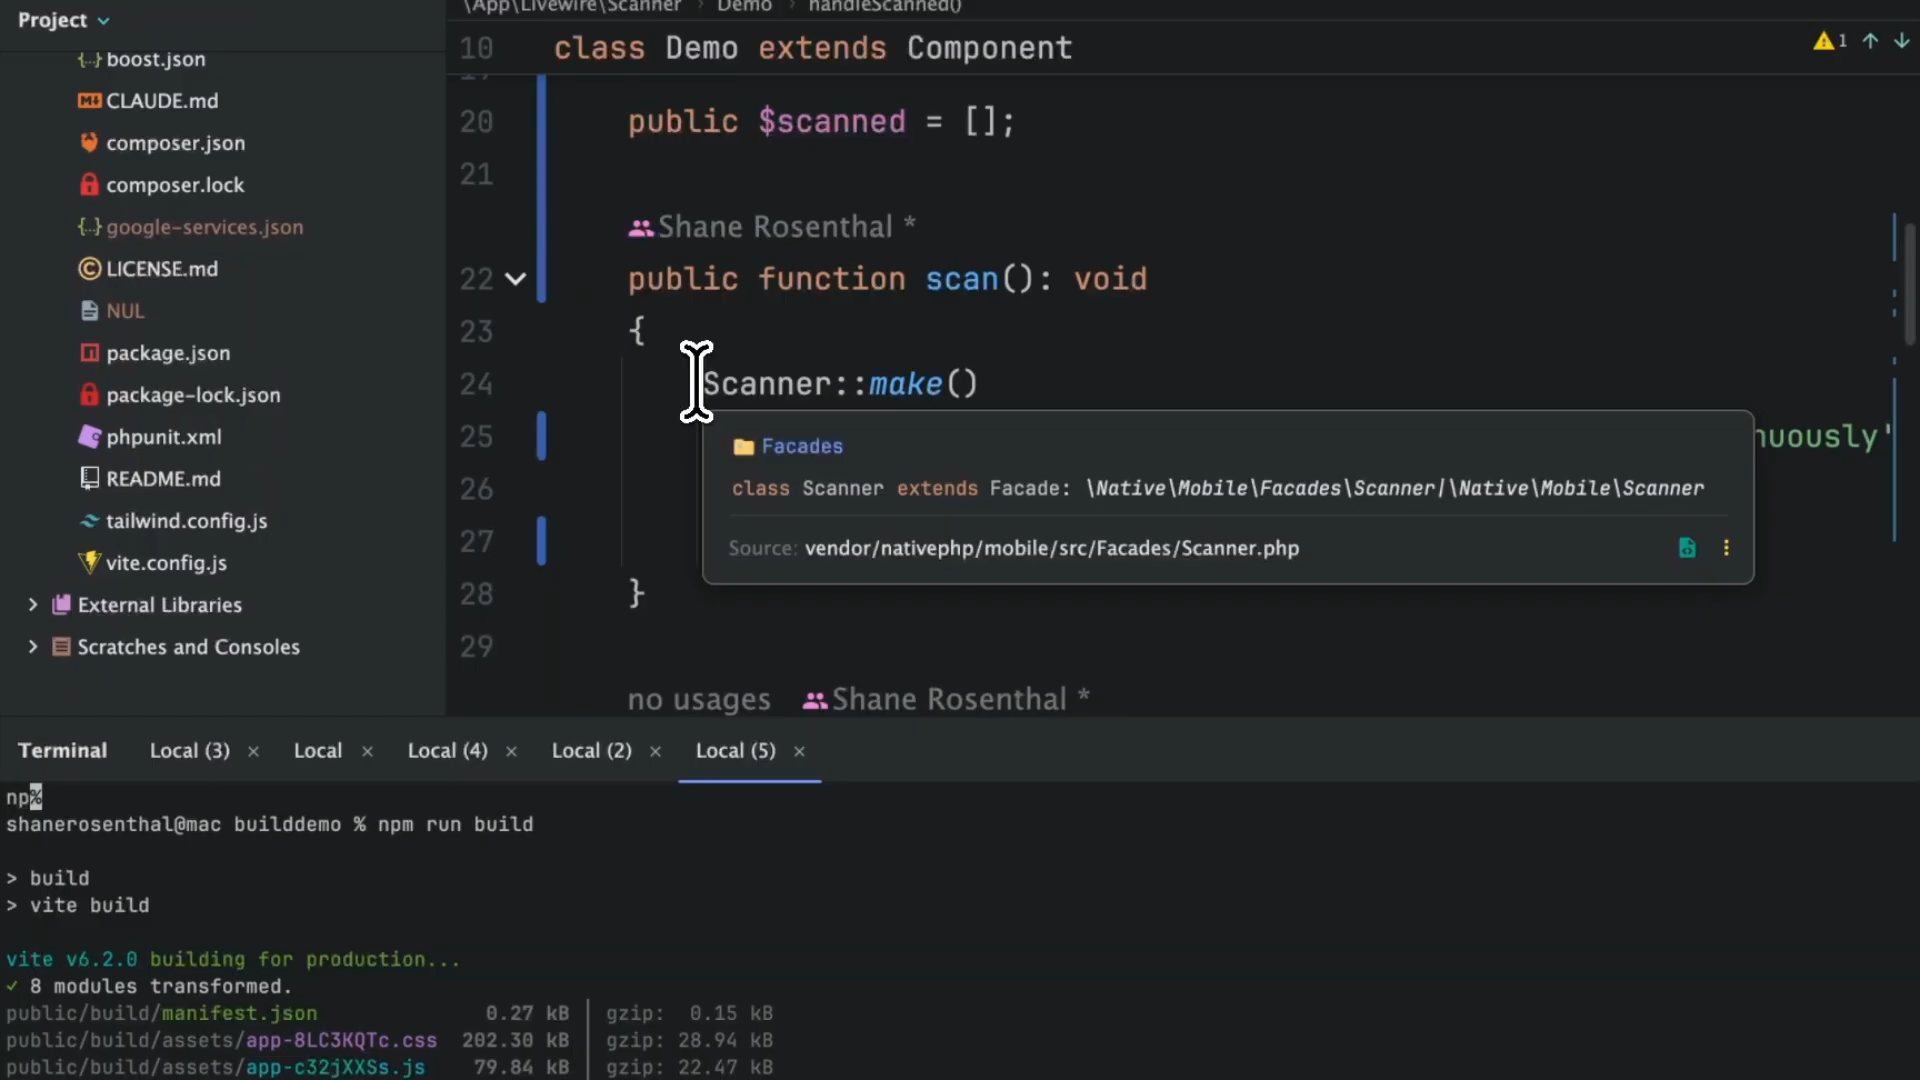 Project
boost.json
CLAUDE.md
composer.json
composer.lock
google-services.json
LICENSE.md
NUL
package.json
package-lock.json
phpunit.xml
README.md
tailwind.config.js
vite.config.js
External Libraries
Scratches and Consoles
\App\Livewire\Scanner › Demo › handleScanned()
10 class Demo extends Component
1
20 public $scanned = [];
21
Shane Rosenthal *
22 public function scan(): void
23 {
24 Scanner::make()
25 nuously'
26
27
28 }
29
Facades
class Scanner extends Facade: \Native\Mobile\Facades\Scanner|\Native\Mobile\Scanner
Source: vendor/nativephp/mobile/src/Facades/Scanner.php
no usages Shane Rosenthal *
Terminal Local (3) × Local × Local (4) × Local (2) × Local (5) ×
np%
shanerosenthal@mac builddemo % npm run build
> build
> vite build
vite v6.2.0 building for production...
✓ 8 modules transformed.
public/build/manifest.json 0.27 kB │ gzip: 0.15 kB
public/build/assets/app-8LC3KQTc.css 202.30 kB │ gzip: 28.94 kB
public/build/assets/app-c32jXXSs.js 79.84 kB │ gzip: 22.47 kB